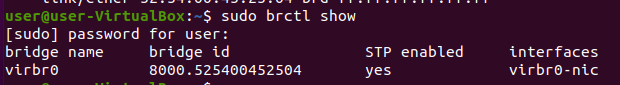 user@user-VirtualBox:~$ sudo brctl show
[sudo] password for user:
bridge name bridge id STP enabled interfaces
virbr0 8000.525400452504 yes virbr0-nic